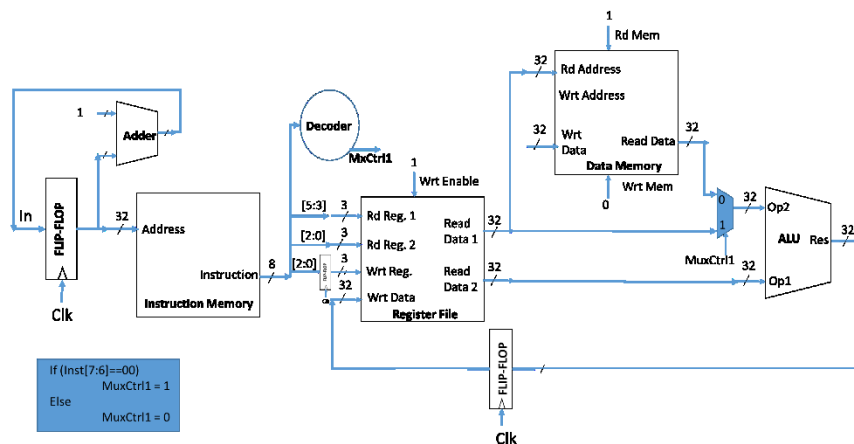 1
Rd Mem
32
Rd Address
Wrt Address
32
Wrt
Data
Read Data
32
Data Memory
Wrt Mem
0
1
Adder
Decoder
MxCtrl1
1
Wrt Enable
In
FLIP-FLOP
Clk
32
Address
Instruction
Instruction Memory
8
[5:3]
3
Rd Reg. 1
[2:0]
3
Rd Reg. 2
[2:0]
3
Wrt Reg.
32
Wrt Data
Read
Data 1
32
Read
Data 2
32
Register File
0
1
MuxCtrl1
32
Op2
ALU
Res
32
32
Op1
FLIP-FLOP
Clk
If (Inst[7:6]==00)
MuxCtrl1 = 1
Else
MuxCtrl1 = 0